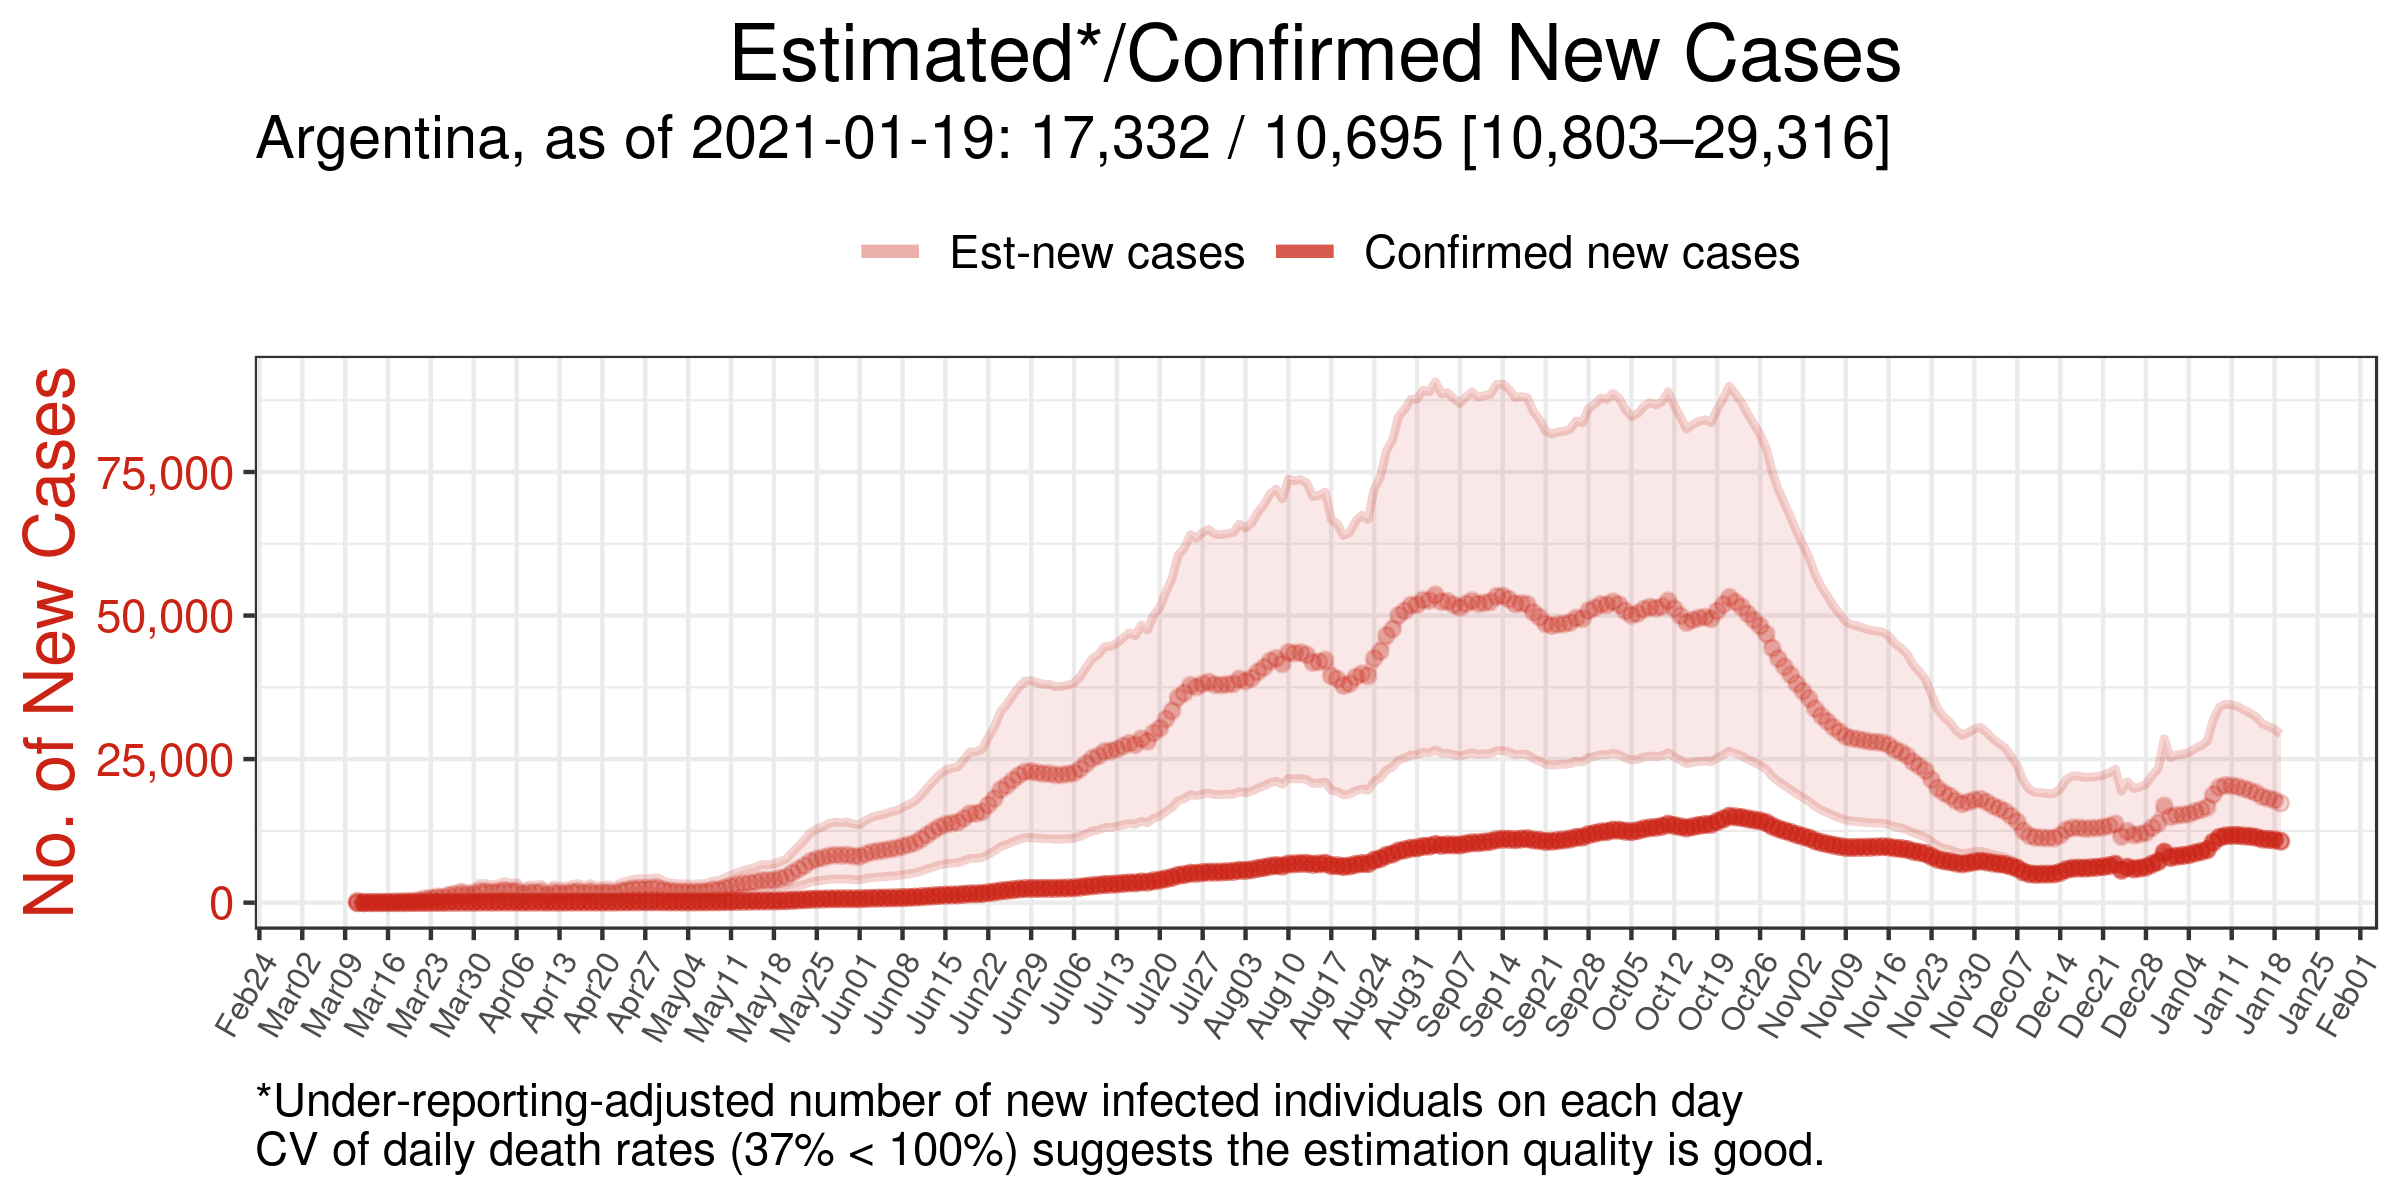 Estimated*/Confirmed New Cases
Argentina, as of 2021-01-19: 17,332 / 10,695 [10,803–29,316]
Est-new cases
Confirmed new cases
No. of New Cases
75,000
50,000
25,000
0
Feb24
Mar02
Mar09
Mar16
Mar23
Mar30
Apr06
Apr13
Apr20
Apr27
May04
May11
May18
May25
Jun01
Jun08
Jun15
Jun22
Jun29
Jul06
Jul13
Jul20
Jul27
Aug03
Aug10
Aug17
Aug24
Aug31
Sep07
Sep14
Sep21
Sep28
Oct05
Oct12
Oct19
Oct26
Nov02
Nov09
Nov16
Nov23
Nov30
Dec07
Dec14
Dec21
Dec28
Jan04
Jan11
Jan18
Jan25
Feb01
*Under-reporting-adjusted number of new infected individuals on each day
CV of daily death rates (37% < 100%) suggests the estimation quality is good.